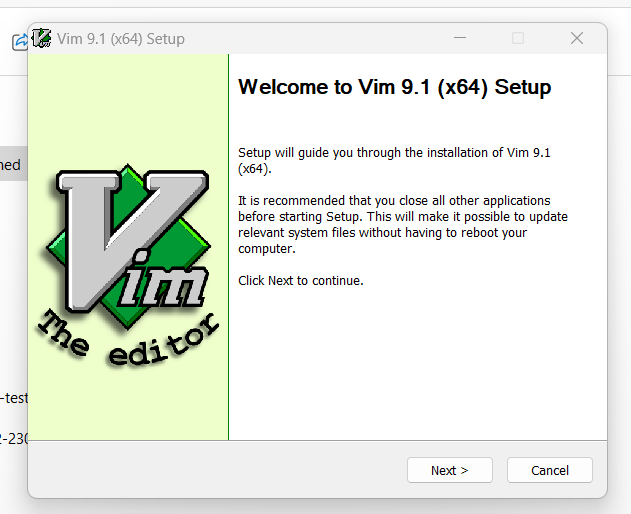 Vim 9.1 (x64) Setup
Welcome to Vim 9.1 (x64) Setup
Setup will guide you through the installation of Vim 9.1
(x64).
It is recommended that you close all other applications
before starting Setup. This will make it possible to update
relevant system files without having to reboot your
computer.
Click Next to continue.
Vim
The editor
ned
-test
2-230
Next >
Cancel